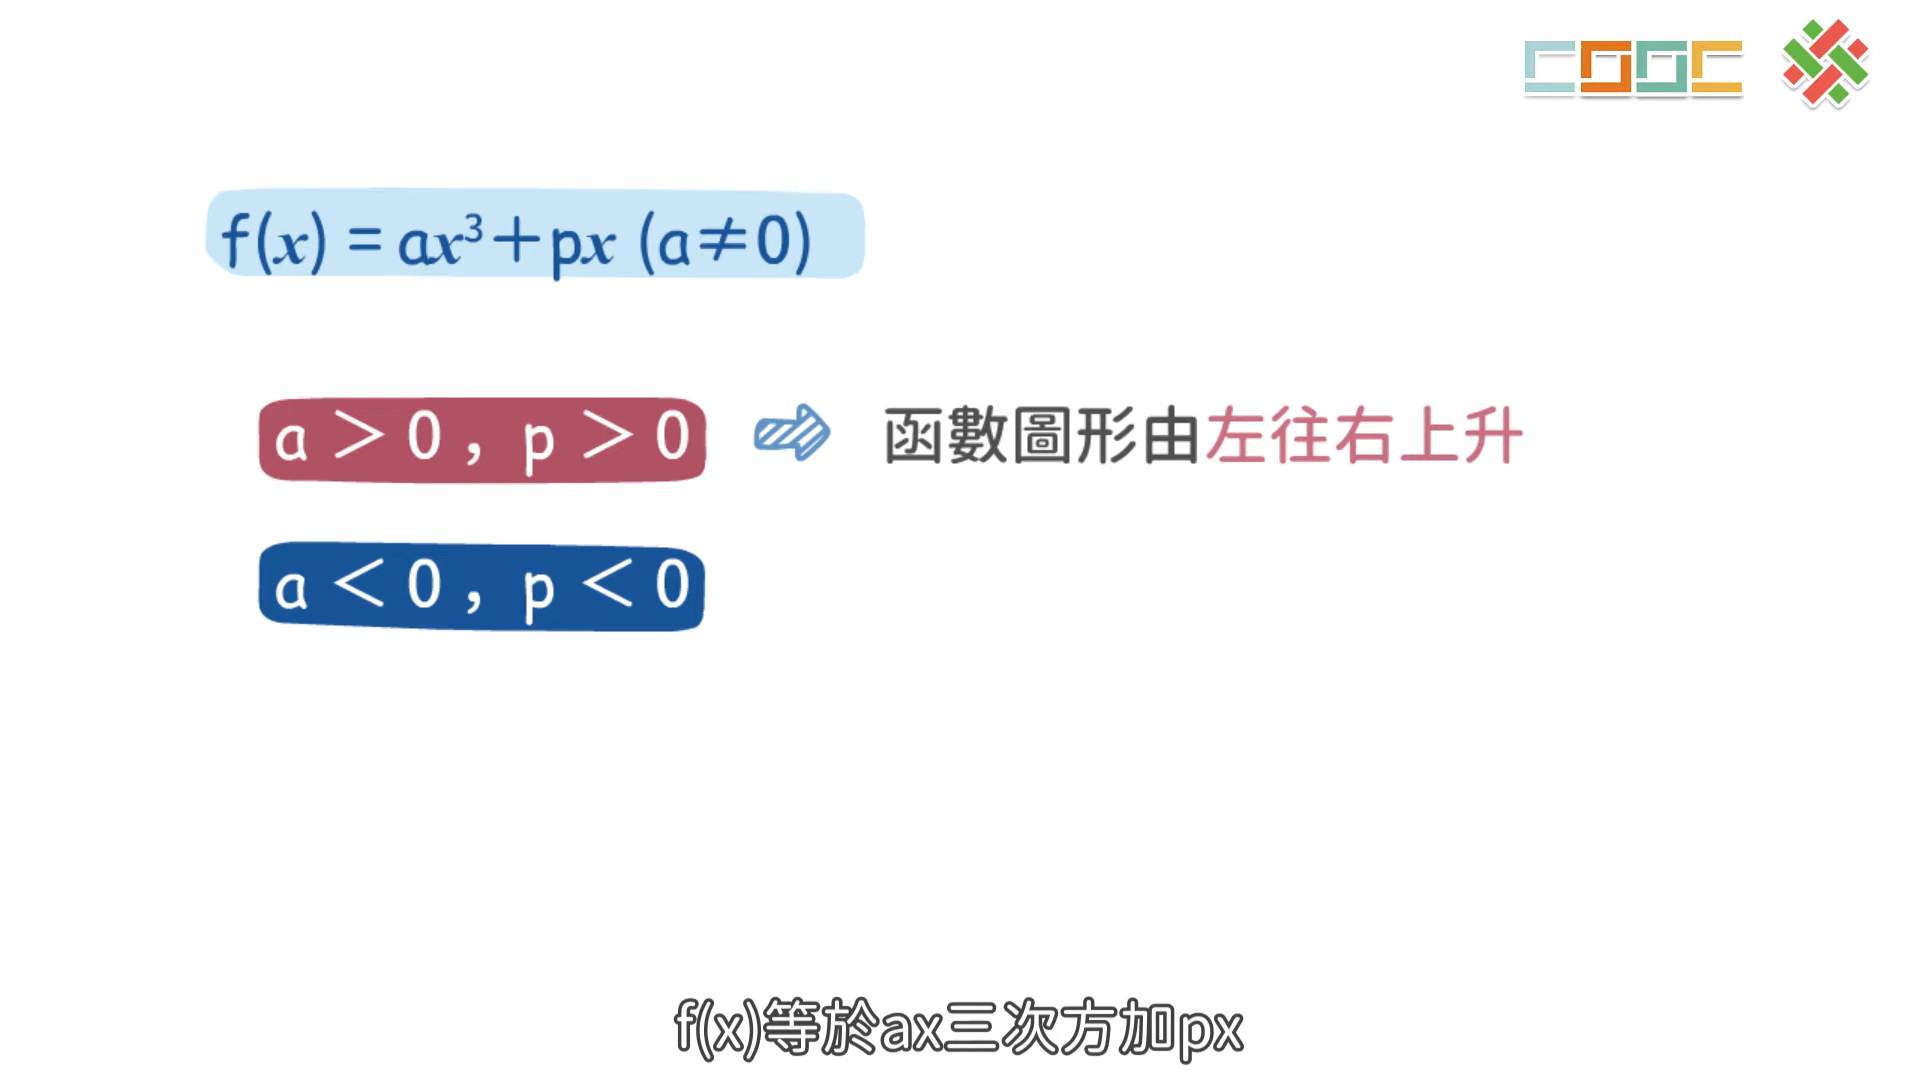 COOC
f(x) = ax³+px (a≠0)
a > 0 , p > 0
函數圖形由左往右上升
a < 0 , p < 0
f(x)等於ax三次方加px